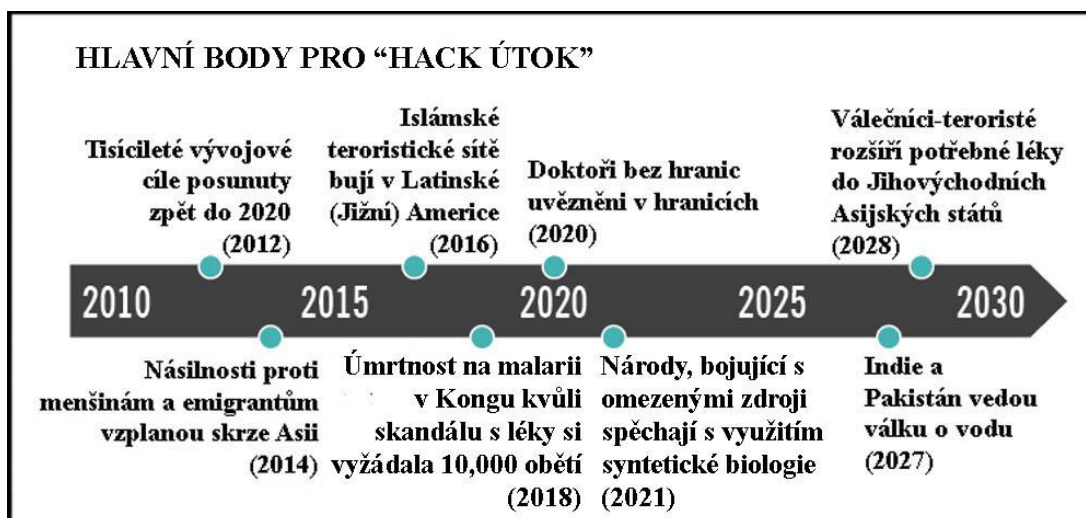 HLAVNÍ BODY PRO “HACK ÚTOK”
Tisícileté vývojové
cíle posunuty
zpět do 2020
(2012)
Islámské
teroristické sítě
bují v Latinské
(Jižní) Americe
(2016)
Doktoři bez hranic
uvězněni v hranicích
(2020)
Válečníci-teroristé
rozšíří potřebné léky
do Jihovýchodních
Asijských států
(2028)
2010
2015
2020
2025
2030
Násilnosti proti
menšinám a emigrantům
vzplanou skrze Asii
(2014)
Úmrtnost na malarii
v Kongu kvůli
skandálu s léky si
vyžádala 10,000 obětí
(2018)
Národy, bojující s
omezenými zdroji
spěchají s využitím
syntetické biologie
(2021)
Indie a
Pakistán vedou
válku o vodu
(2027)